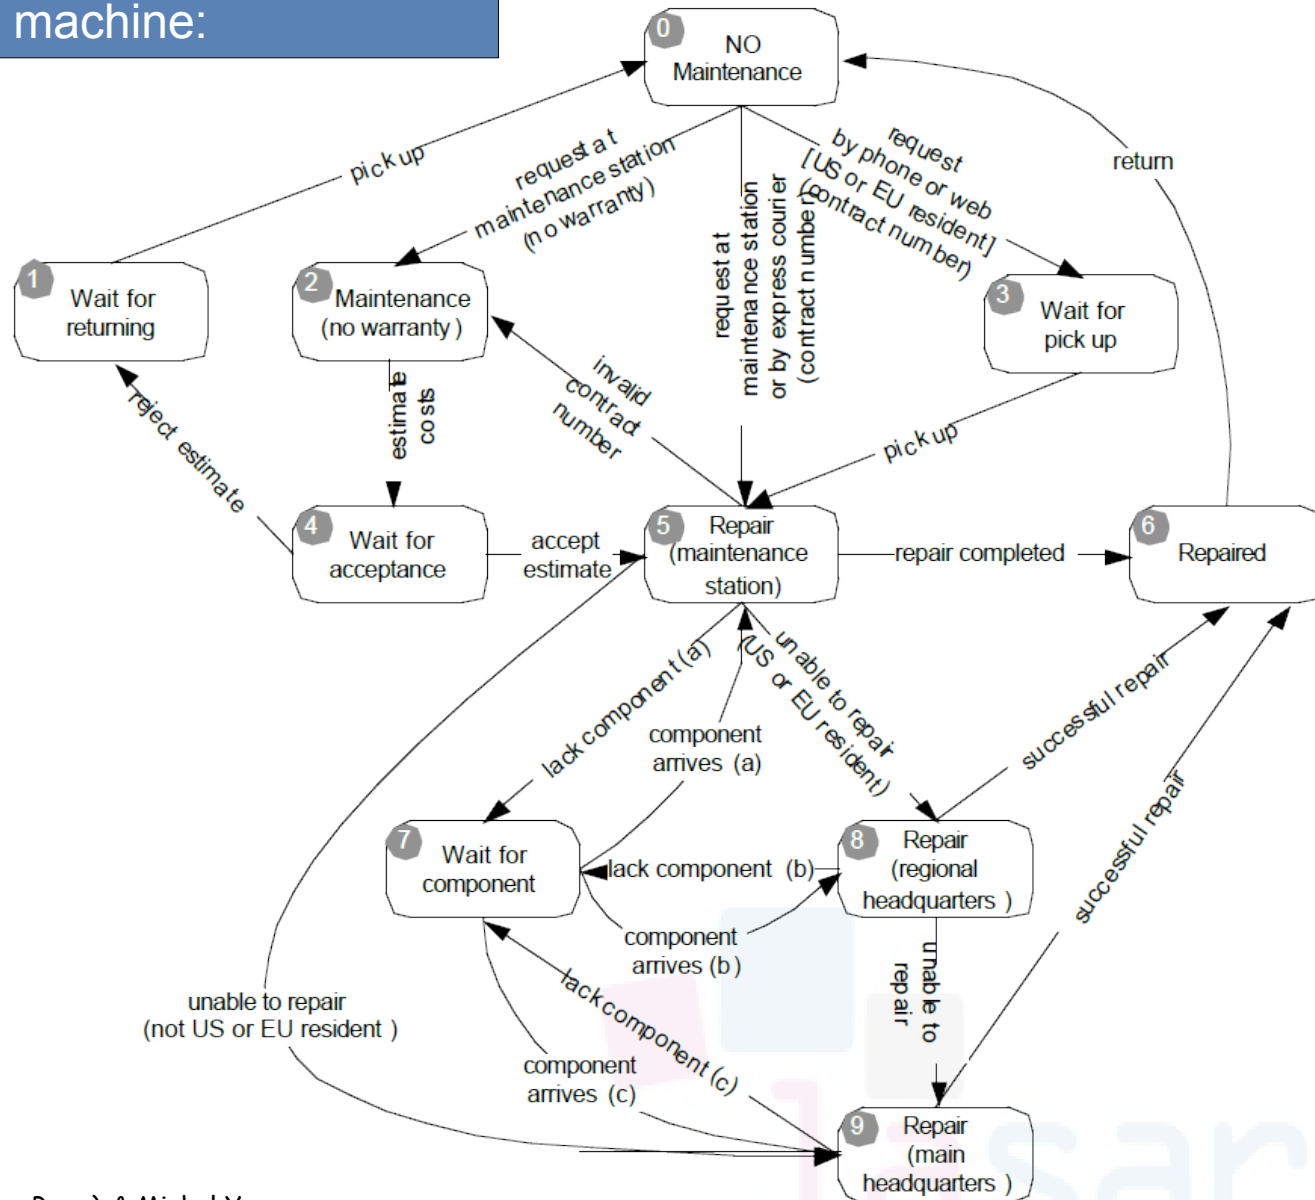 machine:
0
NO
Maintenance
pick up
request at
maintenance station
(no warranty)
request at
maintenance station
or by express courier
(contract number)
request
by phone or web
[US or EU resident]
(contract number)
return
1
Wait for
returning
2
Maintenance
(no warranty)
3
Wait for
pick up
reject estimate
estimate
costs
invalid
contract
number
pick up
4
Wait for
acceptance
accept
estimate
5
Repair
(maintenance
station)
repair completed
6
Repaired
lack component (a)
component
arrives (a)
unable to repair
(US or EU resident)
successful repair
successful repair
7
Wait for
component
lack component (b)
component
arrives (b)
8
Repair
(regional
headquarters)
unable to
repair
unable to repair
(not US or EU resident)
lack component (c)
component
arrives (c)
9
Repair
(main
headquarters)
lasar